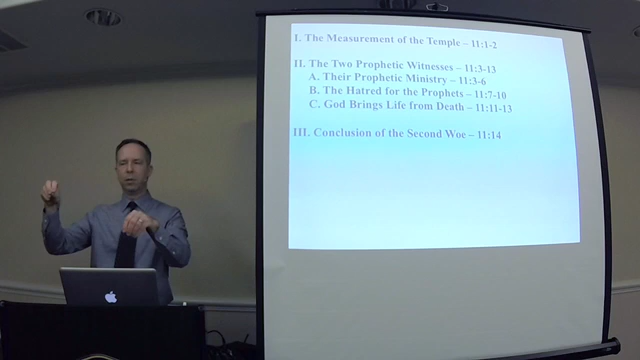 I. The Measurement of the Temple – 11:1-2
II. The Two Prophetic Witnesses – 11:3-13
A. Their Prophetic Ministry – 11:3-6
B. The Hatred for the Prophets – 11:7-10
C. God Brings Life from Death – 11:11-13
III. Conclusion of the Second Woe – 11:14